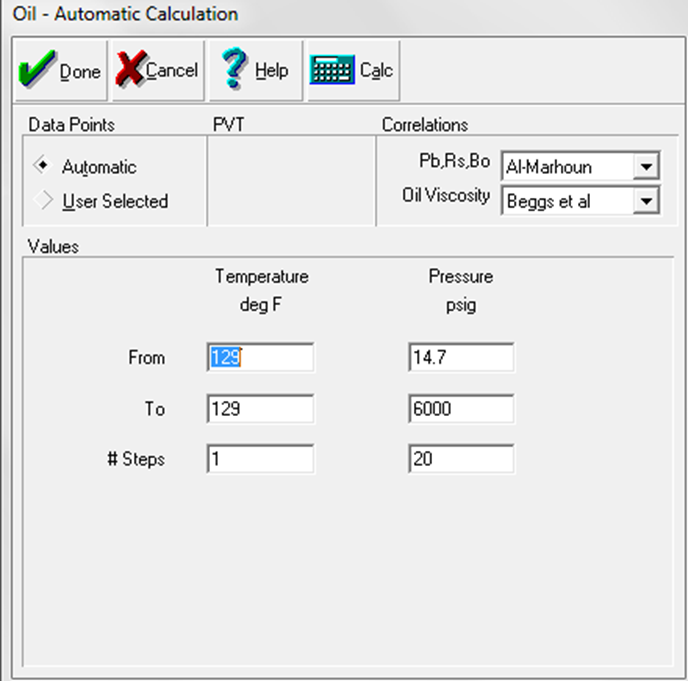 Oil - Automatic Calculation
Done Cancel Help Calc
Data Points PVT Correlations
Automatic
User Selected
Pb,Rs,Bo Al-Marhoun
Oil Viscosity Beggs et al
Values
Temperature Pressure
deg F psig
From 129 14.7
To 129 6000
# Steps 1 20